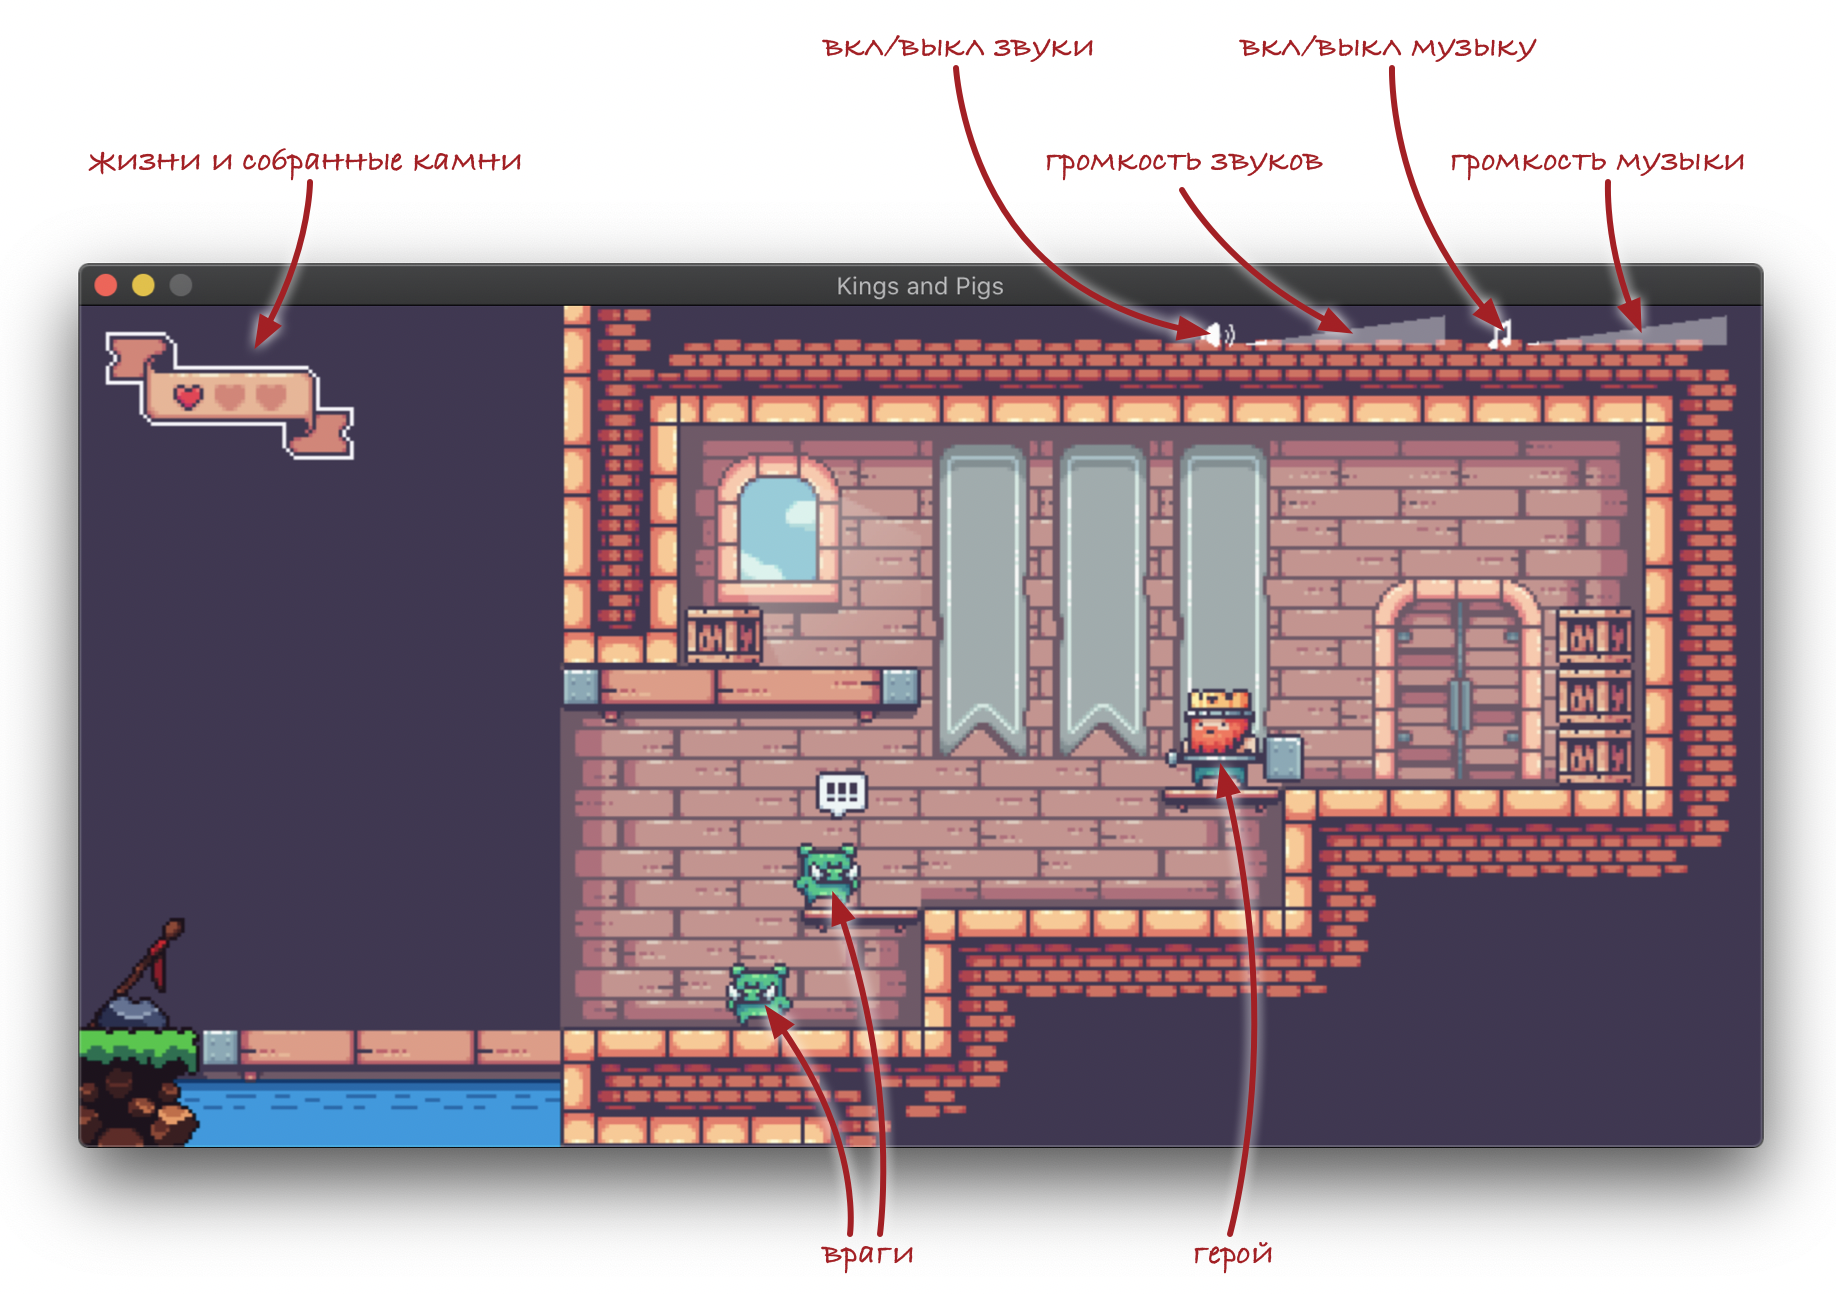 вкл/выкл звуки
вкл/выкл музыку
жизни и собранные камни
громкость звуков
громкость музыки
Kings and Pigs
!!!
враги
герой